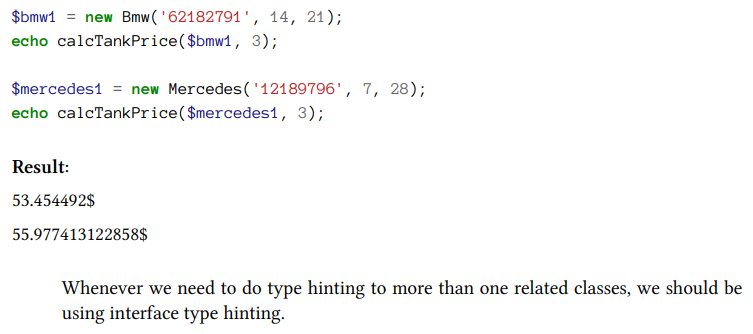 $bmw1 = new Bmw('62182791', 14, 21);
echo calcTankPrice($bmw1, 3);
$mercedes1 = new Mercedes('12189796', 7, 28);
echo calcTankPrice($mercedes1, 3);
Result:
53.454492$
55.977413122858$
Whenever we need to do type hinting to more than one related classes, we should be
using interface type hinting.